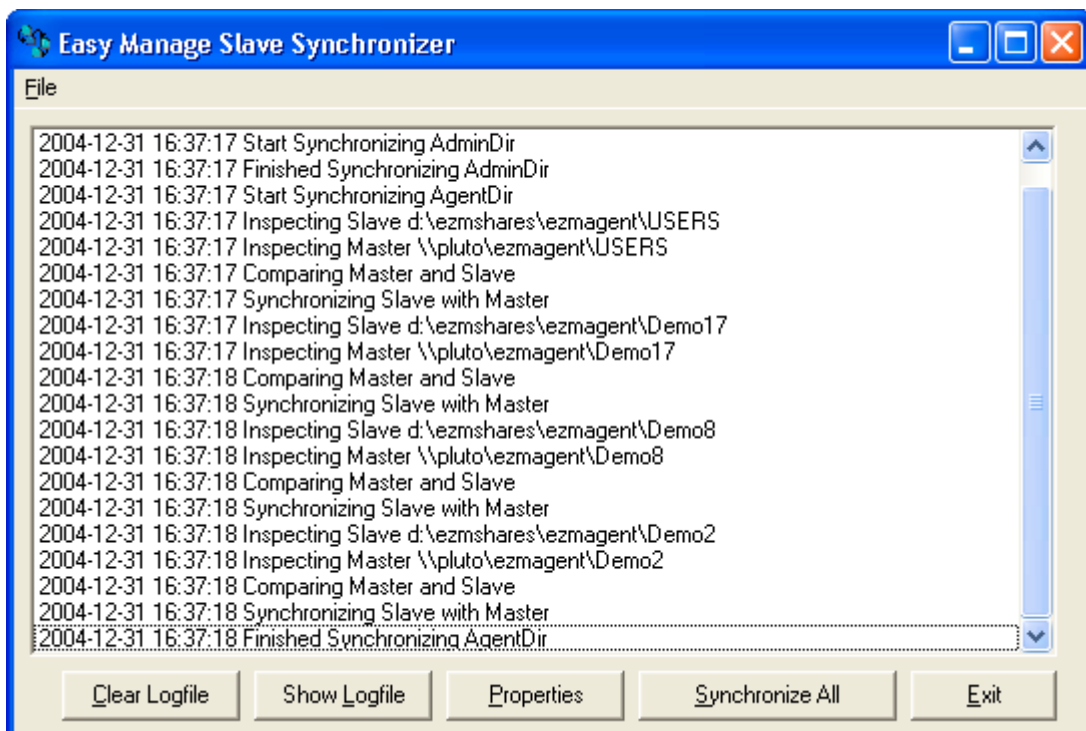 Easy Manage Slave Synchronizer
File
2004-12-31 16:37:17 Start Synchronizing AdminDir
2004-12-31 16:37:17 Finished Synchronizing AdminDir
2004-12-31 16:37:17 Start Synchronizing AgentDir
2004-12-31 16:37:17 Inspecting Slave d:\ezmshares\ezmagent\USERS
2004-12-31 16:37:17 Inspecting Master \\pluto\ezmagent\USERS
2004-12-31 16:37:17 Comparing Master and Slave
2004-12-31 16:37:17 Synchronizing Slave with Master
2004-12-31 16:37:17 Inspecting Slave d:\ezmshares\ezmagent\Demo17
2004-12-31 16:37:17 Inspecting Master \\pluto\ezmagent\Demo17
2004-12-31 16:37:18 Comparing Master and Slave
2004-12-31 16:37:18 Synchronizing Slave with Master
2004-12-31 16:37:18 Inspecting Slave d:\ezmshares\ezmagent\Demo8
2004-12-31 16:37:18 Inspecting Master \\pluto\ezmagent\Demo8
2004-12-31 16:37:18 Comparing Master and Slave
2004-12-31 16:37:18 Synchronizing Slave with Master
2004-12-31 16:37:18 Inspecting Slave d:\ezmshares\ezmagent\Demo2
2004-12-31 16:37:18 Inspecting Master \\pluto\ezmagent\Demo2
2004-12-31 16:37:18 Comparing Master and Slave
2004-12-31 16:37:18 Synchronizing Slave with Master
2004-12-31 16:37:18 Finished Synchronizing AgentDir
Clear Logfile Show Logfile Properties Synchronize All Exit